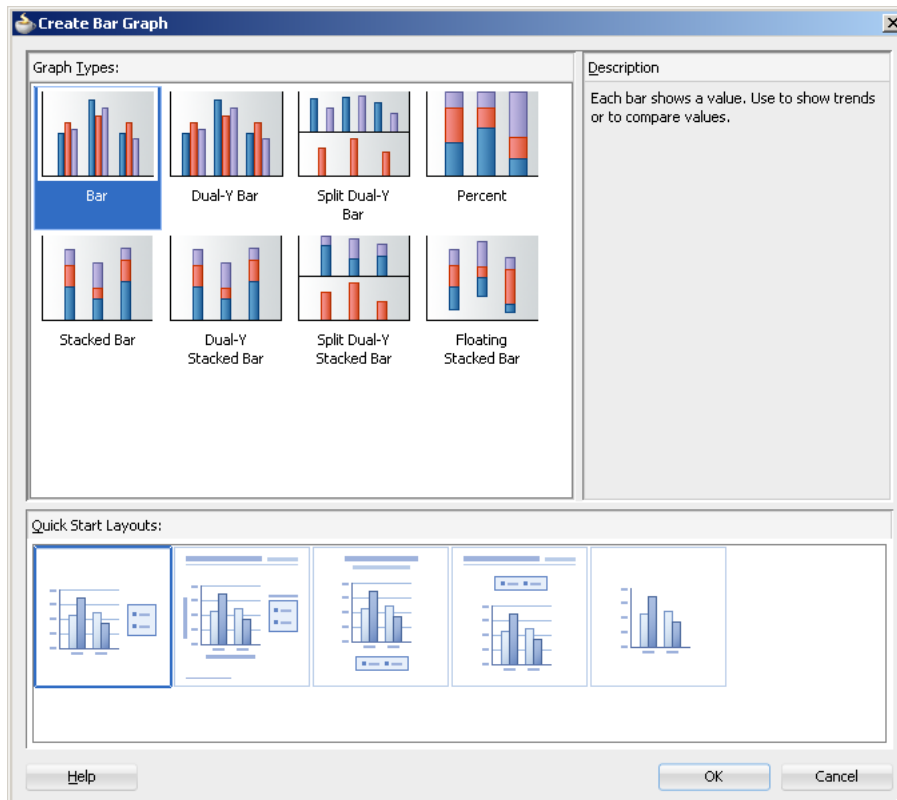 Create Bar Graph
Graph Types:
Bar
Dual-Y Bar
Split Dual-Y
Bar
Percent
Stacked Bar
Dual-Y
Stacked Bar
Split Dual-Y
Stacked Bar
Floating
Stacked Bar
Description
Each bar shows a value. Use to show trends
or to compare values.
Quick Start Layouts:
Help
OK
Cancel